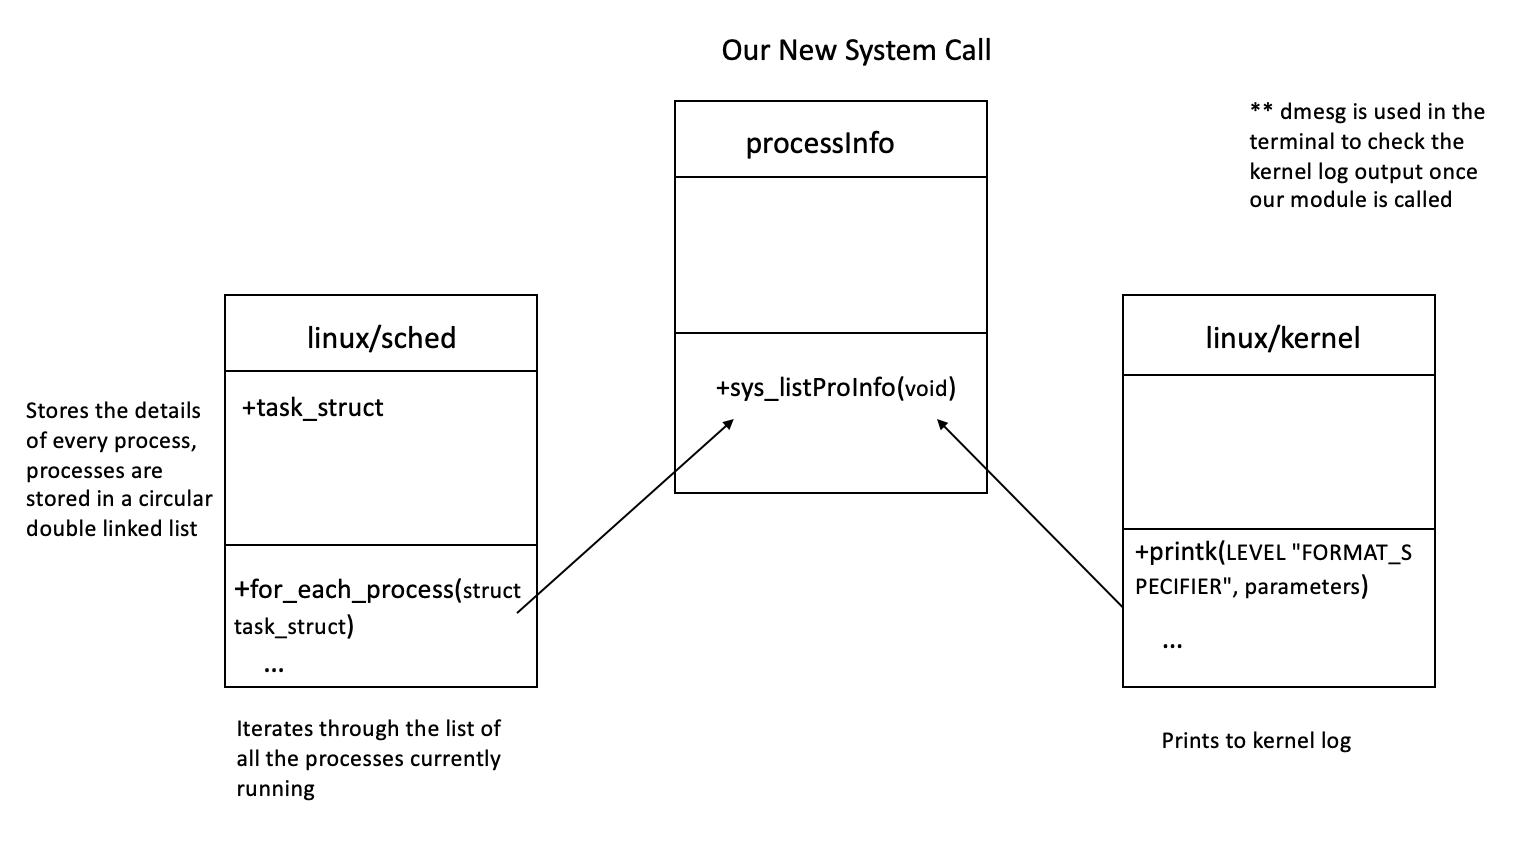 Our New System Call
processInfo
+sys_listProInfo(void)
** dmesg is used in the
terminal to check the
kernel log output once
our module is called
linux/sched
+task_struct
+for_each_process(struct
task_struct)
...
Stores the details
of every process,
processes are
stored in a circular
double linked list
Iterates through the list of
all the processes currently
running
linux/kernel
+printk(LEVEL "FORMAT_S
PECIFIER", parameters)
...
Prints to kernel log